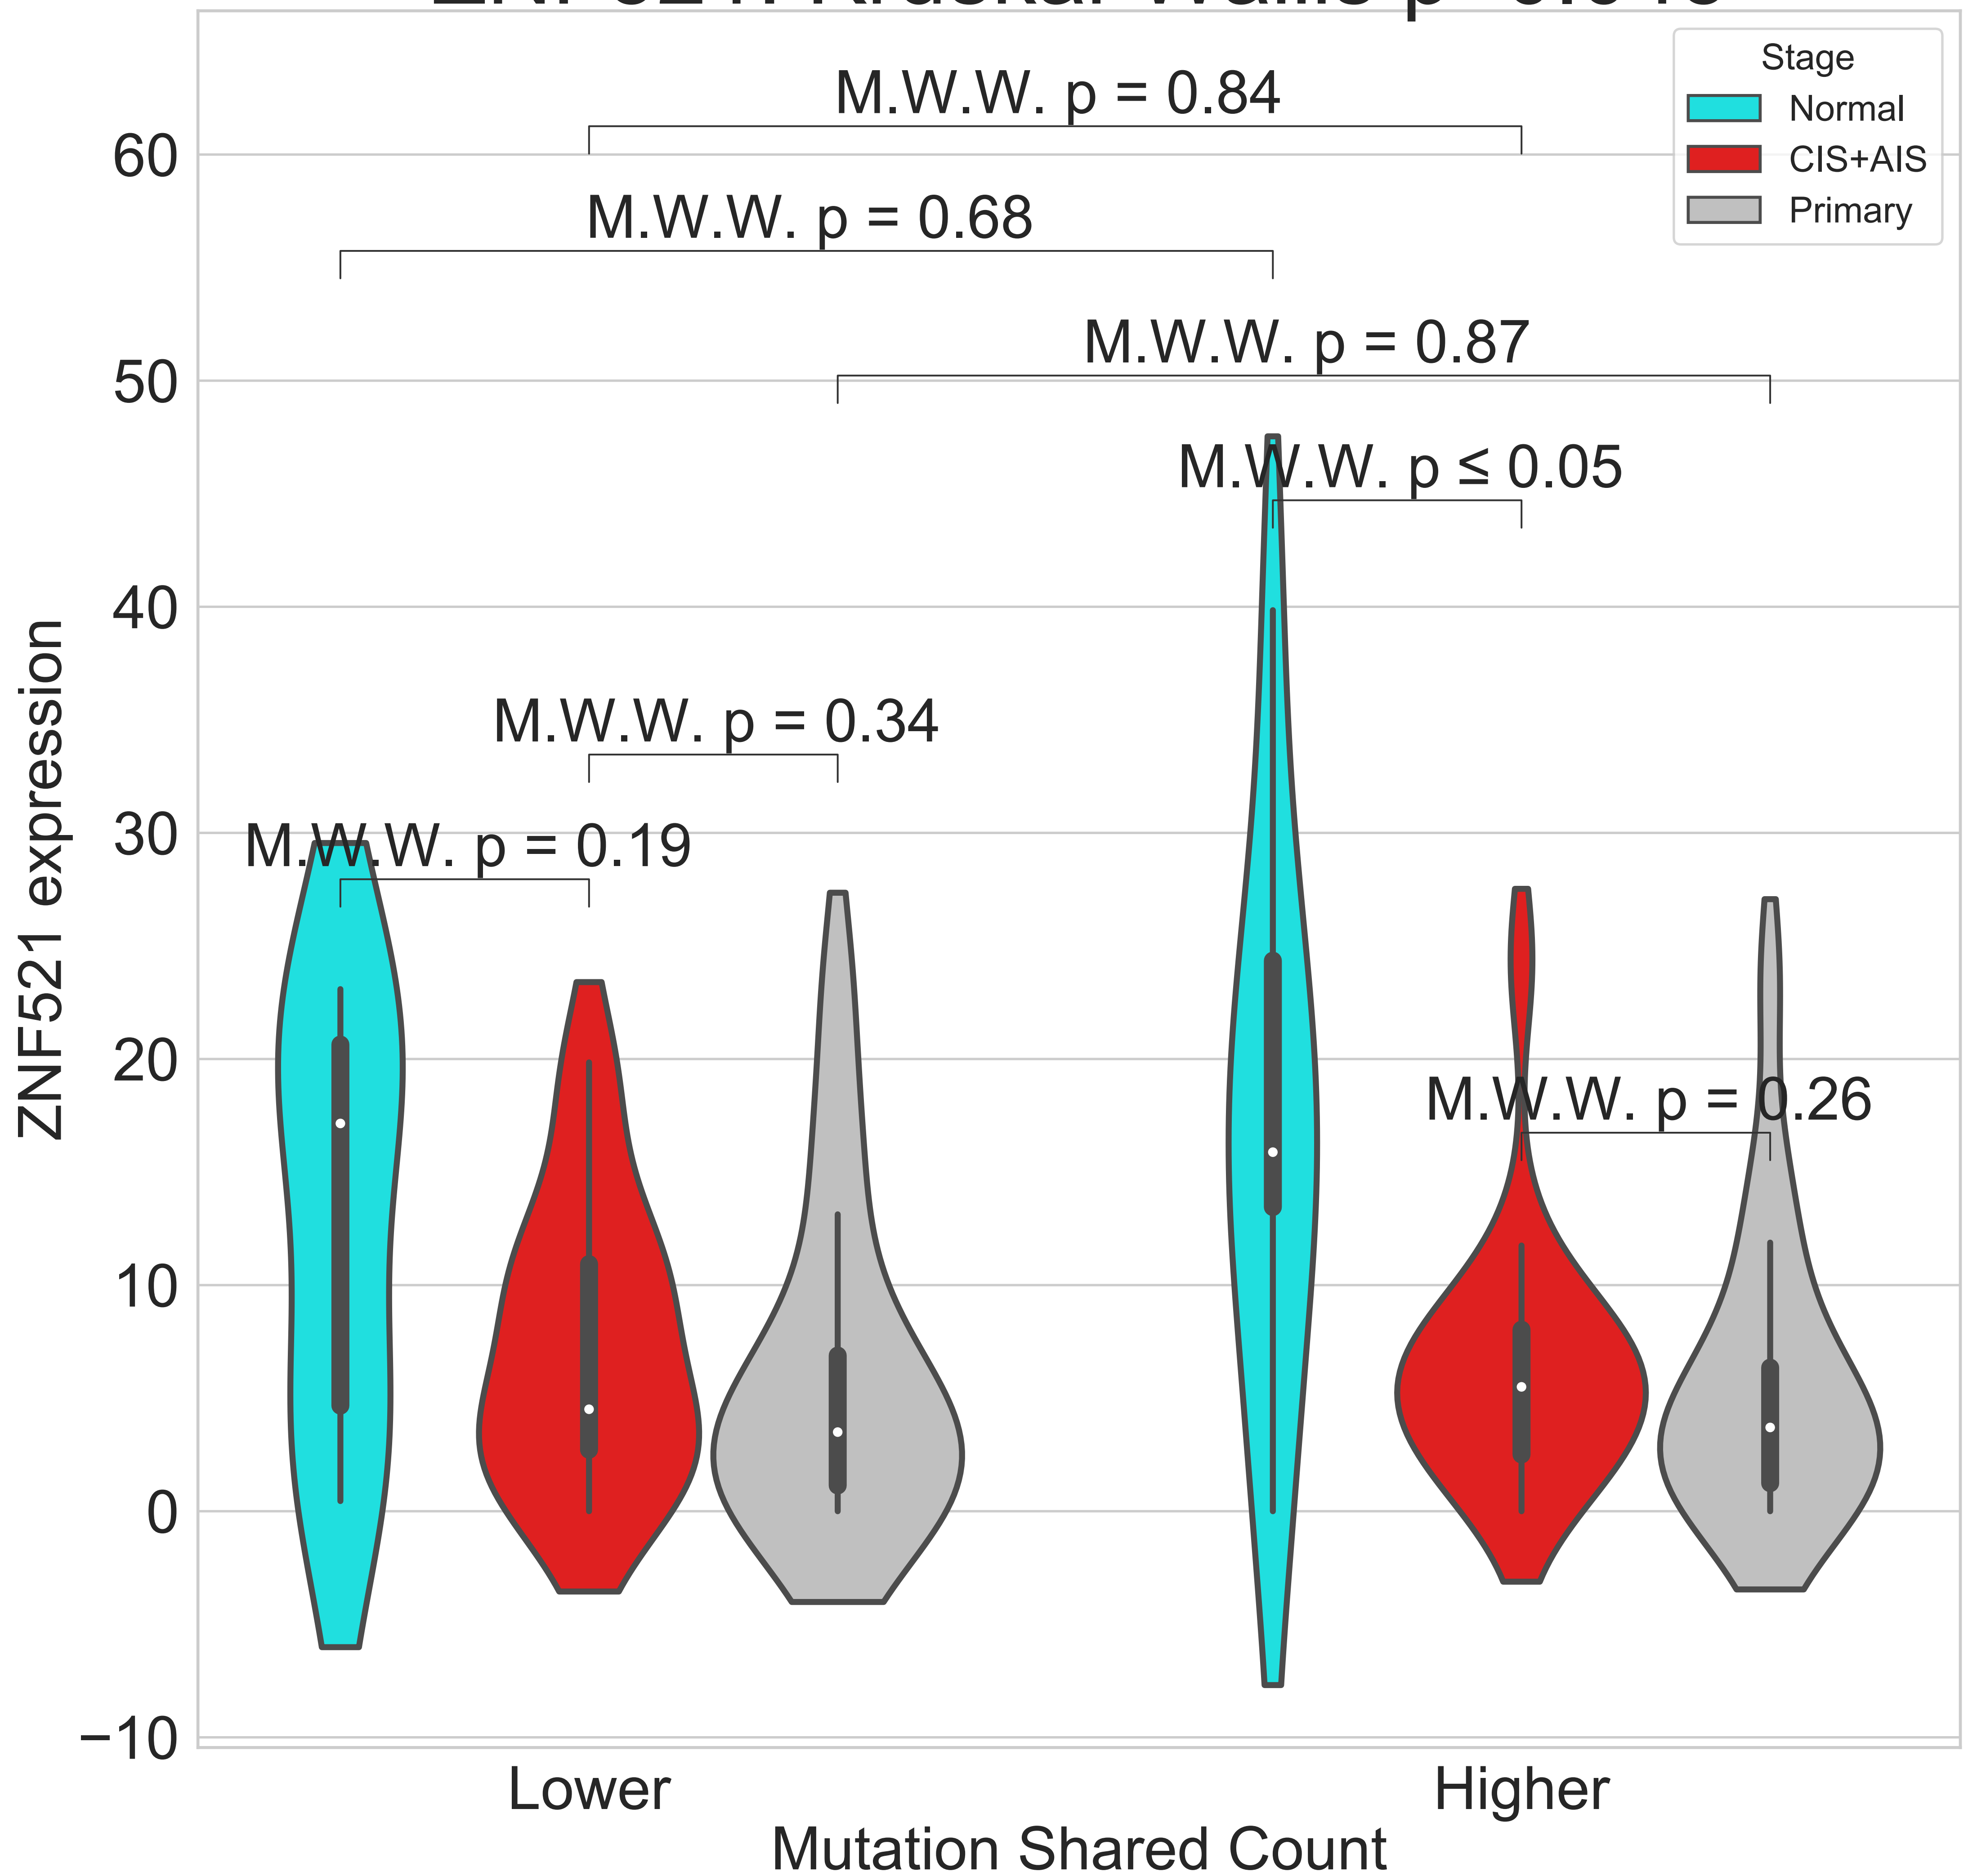 Stage
Normal
CIS+AIS
Primary
M.W.W. p = 0.84
M.W.W. p = 0.68
M.W.W. p = 0.87
M.W.W. p ≤ 0.05
M.W.W. p = 0.34
M.W.W. p = 0.19
M.W.W. p = 0.26
60
50
40
30
20
10
0
−10
ZNF521 expression
Lower
Higher
Mutation Shared Count